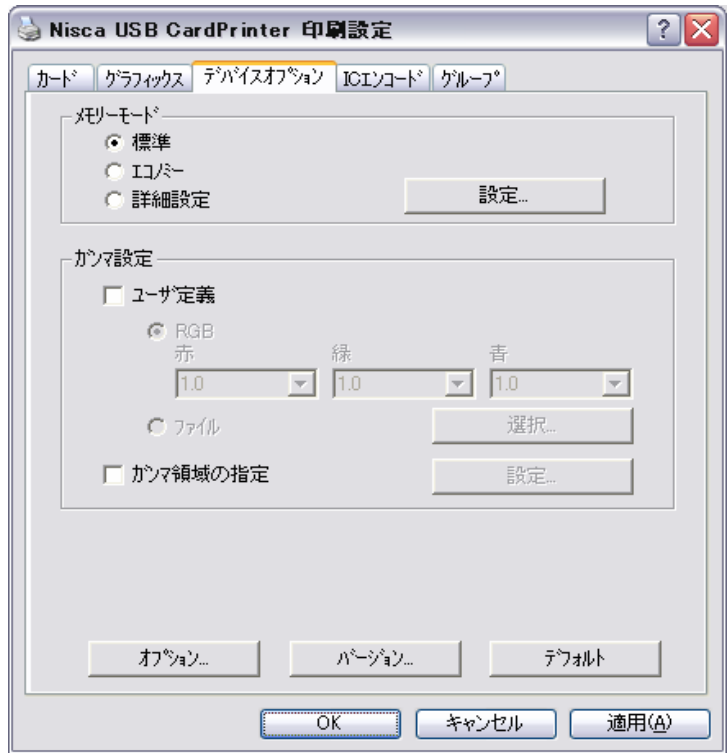 Nisca USB CardPrinter 印刷設定
カード グラフィックス デバイスオプション ICエンコード グループ
メモリーモード
標準
エコノミー
詳細設定 設定...
ガンマ設定
ユーザ定義
RGB
赤 緑 青
1.0 1.0 1.0
ファイル 選択...
ガンマ領域の指定 設定...
オプション... バージョン... デフォルト
OK キャンセル 適用(A)